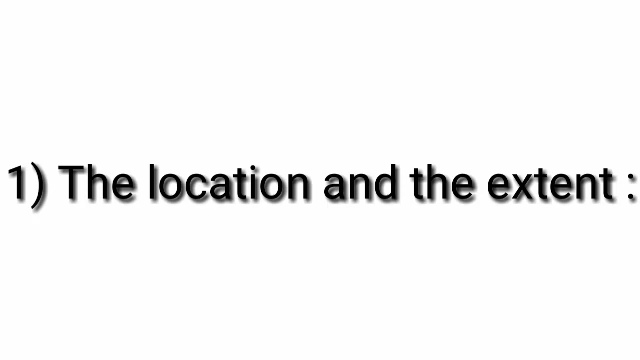 1) The location and the extent :